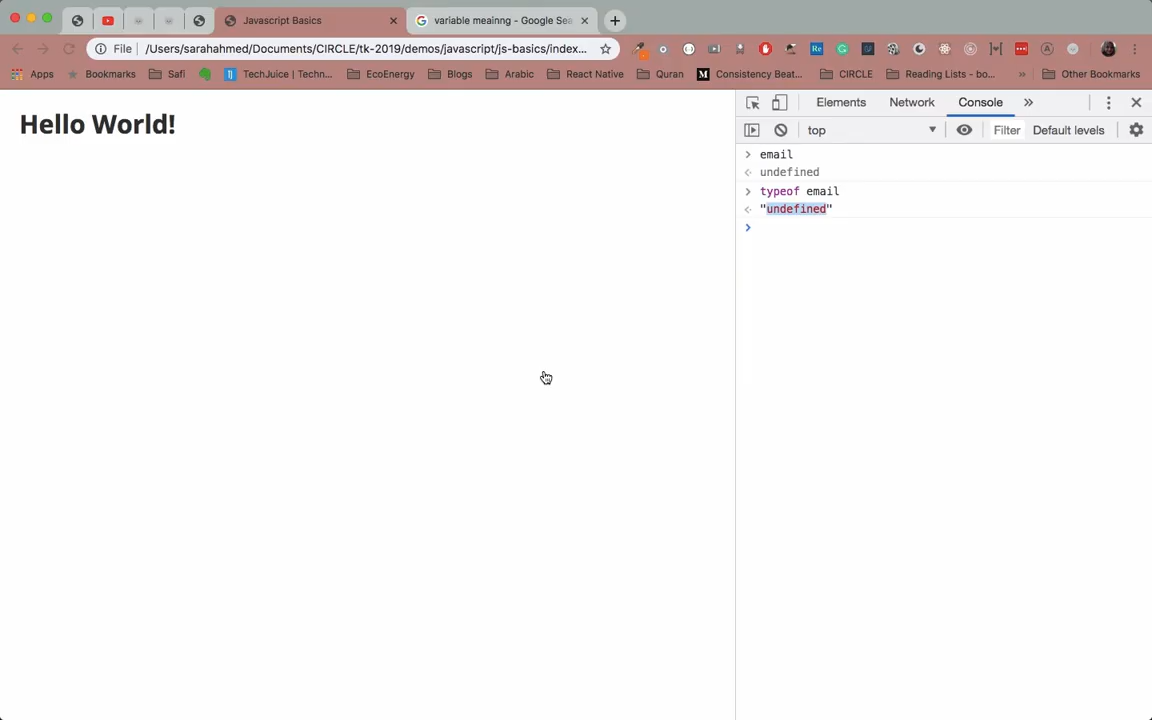 Javascript Basics
variable meainng - Google Sea
File
/Users/sarahahmed/Documents/CIRCLE/tk-2019/demos/javascript/js-basics/index...
Apps
Bookmarks
Safi
TechJuice | Techn...
EcoEnergy
Blogs
Arabic
React Native
Quran
Consistency Beat...
CIRCLE
Reading Lists - bo...
»
Other Bookmarks
Hello World!
Elements
Network
Console
»
top
Filter
Default levels
> email
undefined
> typeof email
"undefined"
>